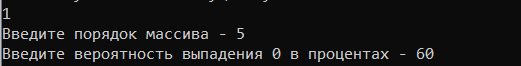 1
Введите порядок массива - 5
Введите вероятность выпадения 0 в процентах - 60